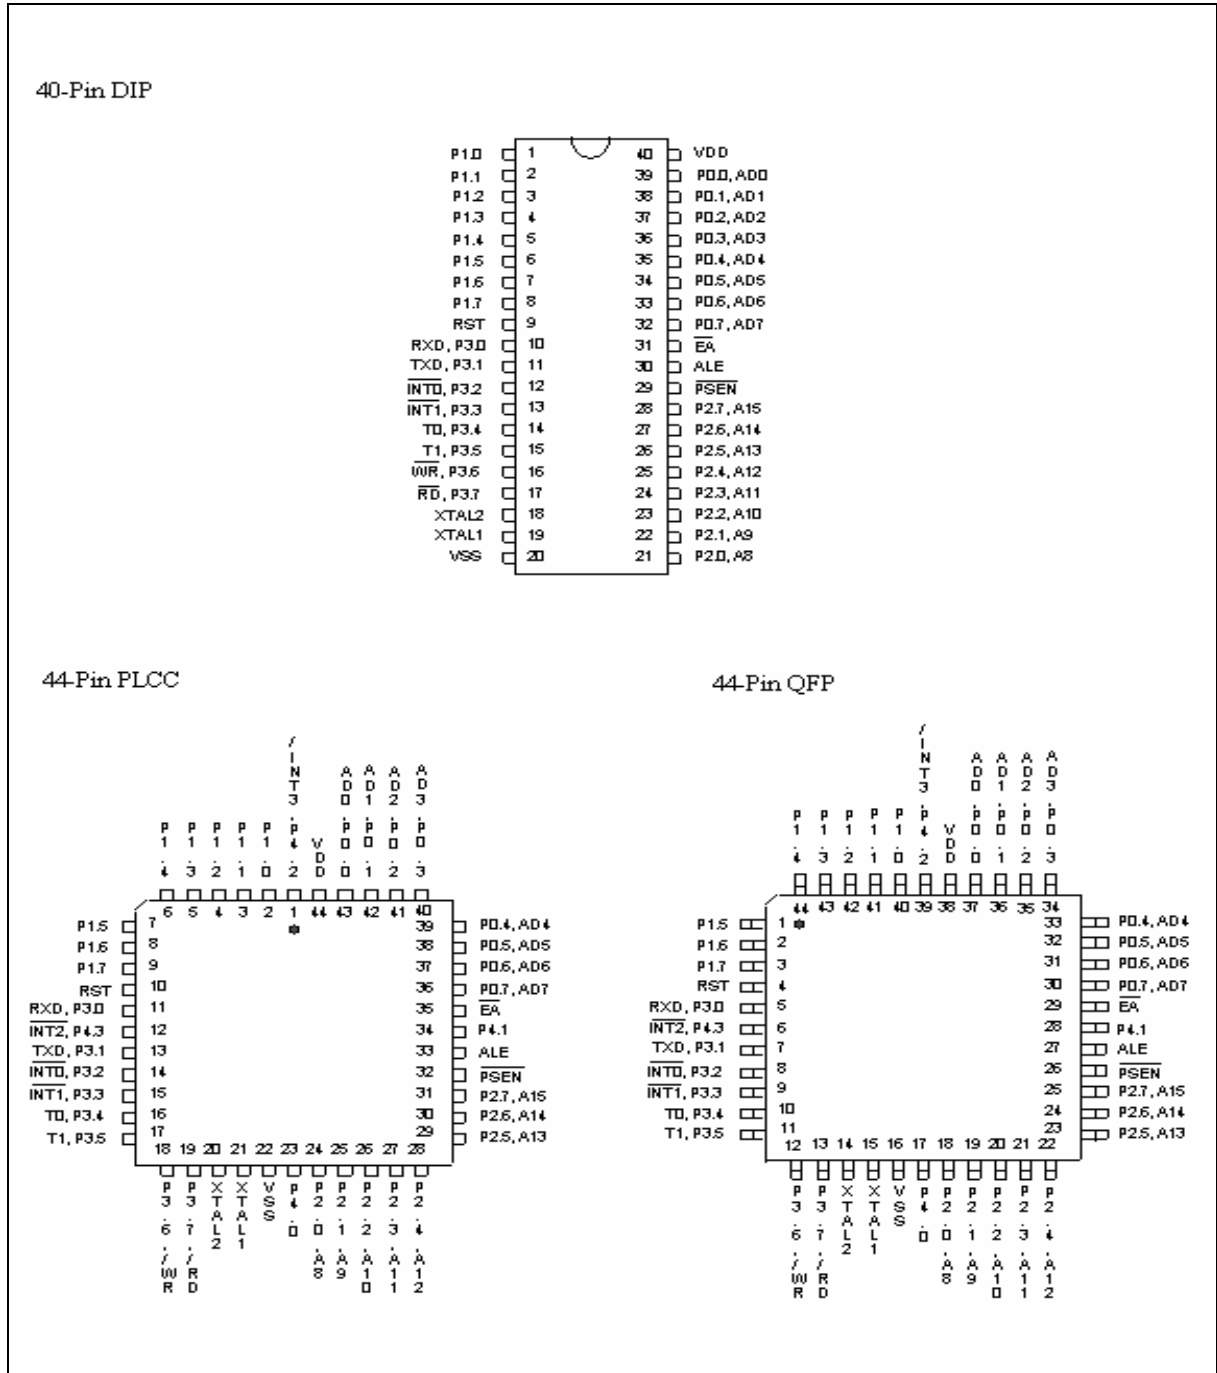 40-Pin DIP
P1.0 1 40 VDD
P1.1 2 39 P0.0, AD0
P1.2 3 38 P0.1, AD1
P1.3 4 37 P0.2, AD2
P1.4 5 36 P0.3, AD3
P1.5 6 35 P0.4, AD4
P1.6 7 34 P0.5, AD5
P1.7 8 33 P0.6, AD6
RST 9 32 P0.7, AD7
RXD, P3.0 10 31 EA
TXD, P3.1 11 30 ALE
INT0, P3.2 12 29 PSEN
INT1, P3.3 13 28 P2.7, A15
T0, P3.4 14 27 P2.6, A14
T1, P3.5 15 26 P2.5, A13
WR, P3.6 16 25 P2.4, A12
RD, P3.7 17 24 P2.3, A11
XTAL2 18 23 P2.2, A10
XTAL1 19 22 P2.1, A9
VSS 20 21 P2.0, A8
44-Pin PLCC
P1.4
P1.3
P1.2
P1.1
P1.0
/INT3,P4.2
VDD
AD0,P0.0
AD1,P0.1
AD2,P0.2
AD3,P0.3
6 5 4 3 2 1 44 43 42 41 40
P1.5 7 39 P0.4, AD4
P1.6 8 38 P0.5, AD5
P1.7 9 37 P0.6, AD6
RST 10 36 P0.7, AD7
RXD, P3.0 11 35 EA
INT2, P4.3 12 34 P4.1
TXD, P3.1 13 33 ALE
INT0, P3.2 14 32 PSEN
INT1, P3.3 15 31 P2.7, A15
T0, P3.4 16 30 P2.6, A14
T1, P3.5 17 29 P2.5, A13
18 19 20 21 22 23 24 25 26 27 28
P3.6,/WR
P3.7,/RD
XTAL2
XTAL1
VSS
P4.0
P2.0,A8
P2.1,A9
P2.2,A10
P2.3,A11
P2.4,A12
44-Pin QFP
P1.4
P1.3
P1.2
P1.1
P1.0
/INT3,P4.2
VDD
AD0,P0.0
AD1,P0.1
AD2,P0.2
AD3,P0.3
44 43 42 41 40 39 38 37 36 35 34
P1.5 1 33 P0.4, AD4
P1.6 2 32 P0.5, AD5
P1.7 3 31 P0.6, AD6
RST 4 30 P0.7, AD7
RXD, P3.0 5 29 EA
INT2, P4.3 6 28 P4.1
TXD, P3.1 7 27 ALE
INT0, P3.2 8 26 PSEN
INT1, P3.3 9 25 P2.7, A15
T0, P3.4 10 24 P2.6, A14
T1, P3.5 11 23 P2.5, A13
12 13 14 15 16 17 18 19 20 21 22
P3.6,/WR
P3.7,/RD
XTAL2
XTAL1
VSS
P4.0
P2.0,A8
P2.1,A9
P2.2,A10
P2.3,A11
P2.4,A12